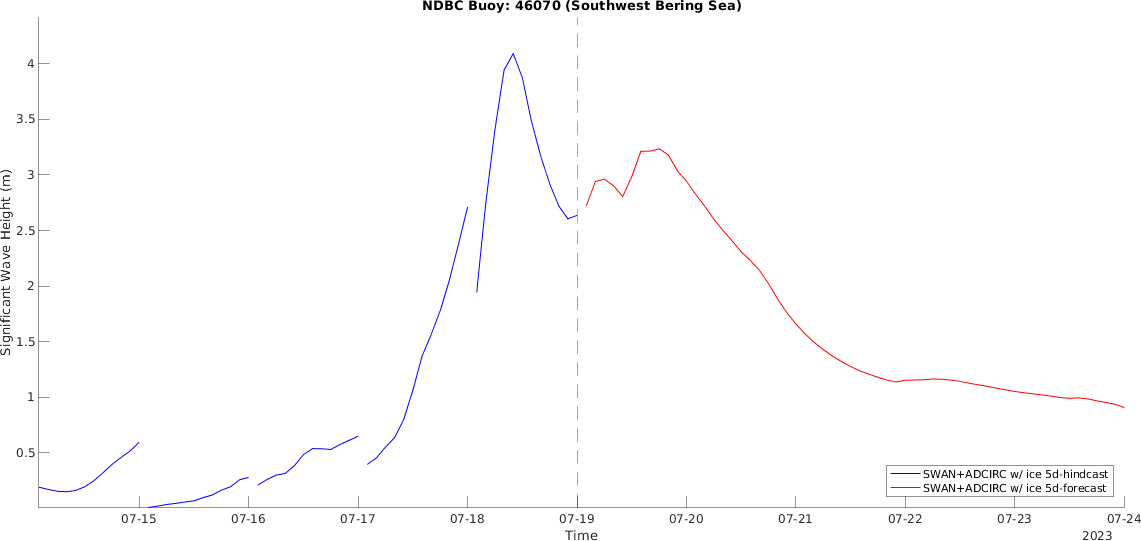 NDBC Buoy: 46070 (Southwest Bering Sea)
Significant Wave Height (m)
4
3.5
3
2.5
2
1.5
1
0.5
SWAN+ADCIRC w/ ice 5d-hindcast
SWAN+ADCIRC w/ ice 5d-forecast
07-15 07-16 07-17 07-18 07-19 07-20 07-21 07-22 07-23 07-24
Time
2023